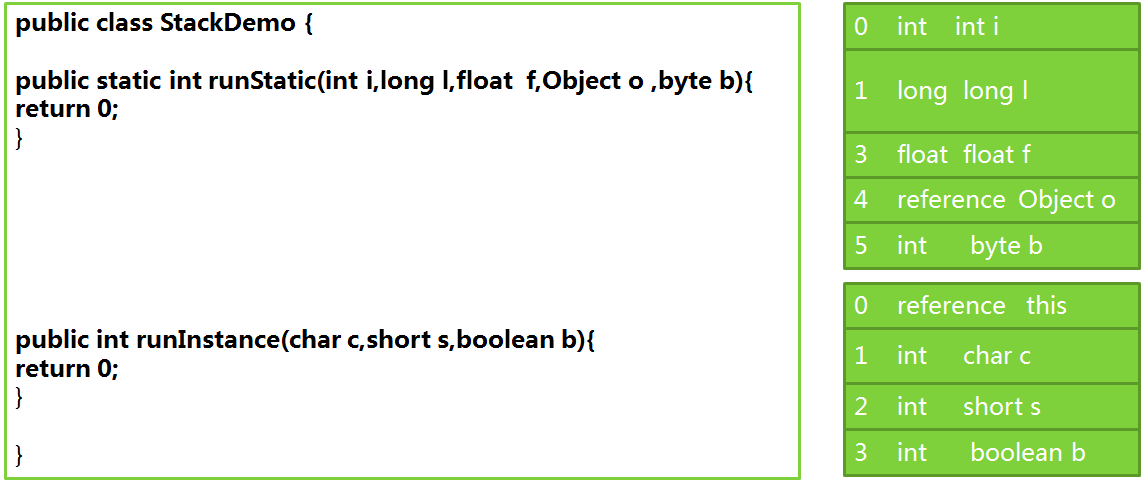 public class StackDemo {
public static int runStatic(int i,long l,float  f,Object o ,byte b){
return 0;
}
public int runInstance(char c,short s,boolean b){
return 0;
}
}
0 int int i
1 long long l
3 float float f
4 reference Object o
5 int byte b
0 reference this
1 int char c
2 int short s
3 int boolean b